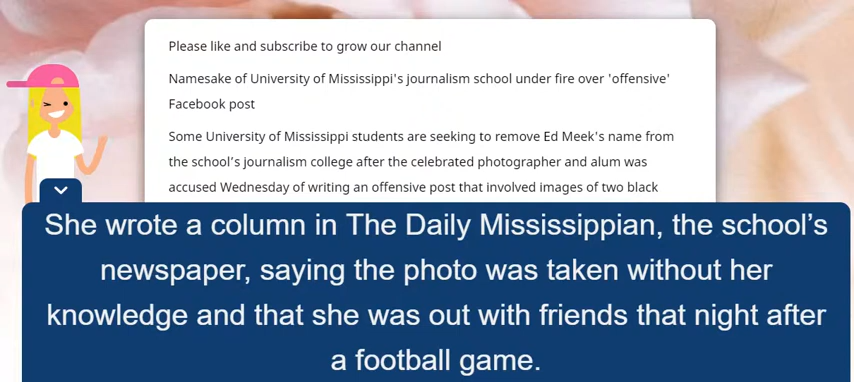 Please like and subscribe to grow our channel
Namesake of University of Mississippi's journalism school under fire over 'offensive'
Facebook post
Some University of Mississippi students are seeking to remove Ed Meek's name from
the school's journalism college after the celebrated photographer and alum was
accused Wednesday of writing an offensive post that involved images of two black
She wrote a column in The Daily Mississippian, the school’s
newspaper, saying the photo was taken without her
knowledge and that she was out with friends that night after
a football game.